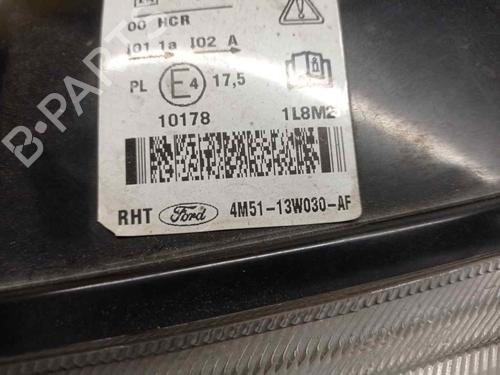 00 HCR
I01 1a I02 A
PL E4 17,5
10178 1L8M2
RHT Ford 4M51-13W030-AF
B-PARTS